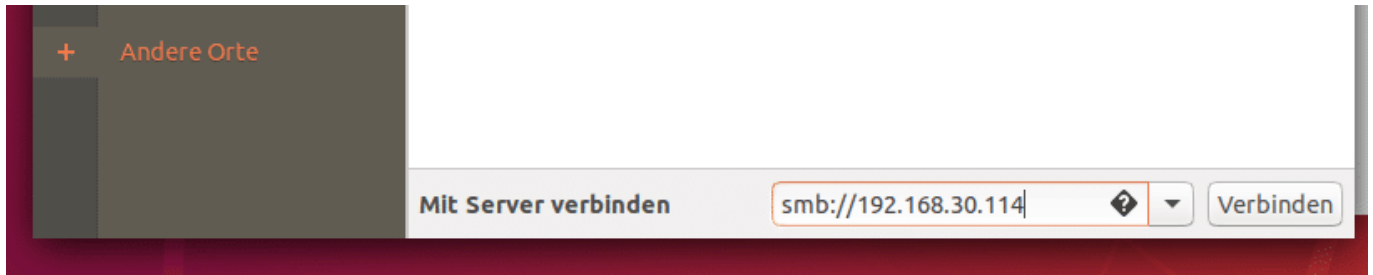 + Andere Orte
Mit Server verbinden smb://192.168.30.114 Verbinden